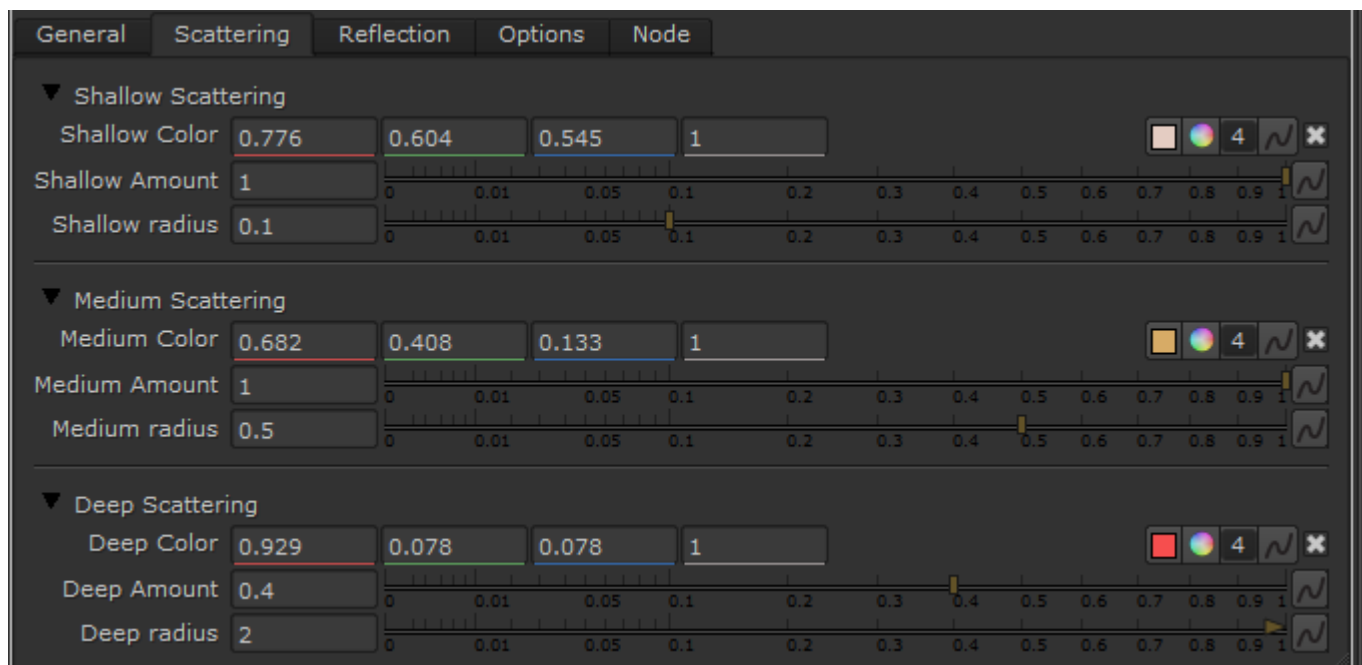 General Scattering Reflection Options Node
Shallow Scattering
Shallow Color 0.776 0.604 0.545 1 4
Shallow Amount 1 0 0.01 0.05 0.1 0.2 0.3 0.4 0.5 0.6 0.7 0.8 0.9 1
Shallow radius 0.1 0 0.01 0.05 0.1 0.2 0.3 0.4 0.5 0.6 0.7 0.8 0.9 1
Medium Scattering
Medium Color 0.682 0.408 0.133 1 4
Medium Amount 1 0 0.01 0.05 0.1 0.2 0.3 0.4 0.5 0.6 0.7 0.8 0.9 1
Medium radius 0.5 0 0.01 0.05 0.1 0.2 0.3 0.4 0.5 0.6 0.7 0.8 0.9 1
Deep Scattering
Deep Color 0.929 0.078 0.078 1 4
Deep Amount 0.4 0 0.01 0.05 0.1 0.2 0.3 0.4 0.5 0.6 0.7 0.8 0.9 1
Deep radius 2 0 0.01 0.05 0.1 0.2 0.3 0.4 0.5 0.6 0.7 0.8 0.9 1